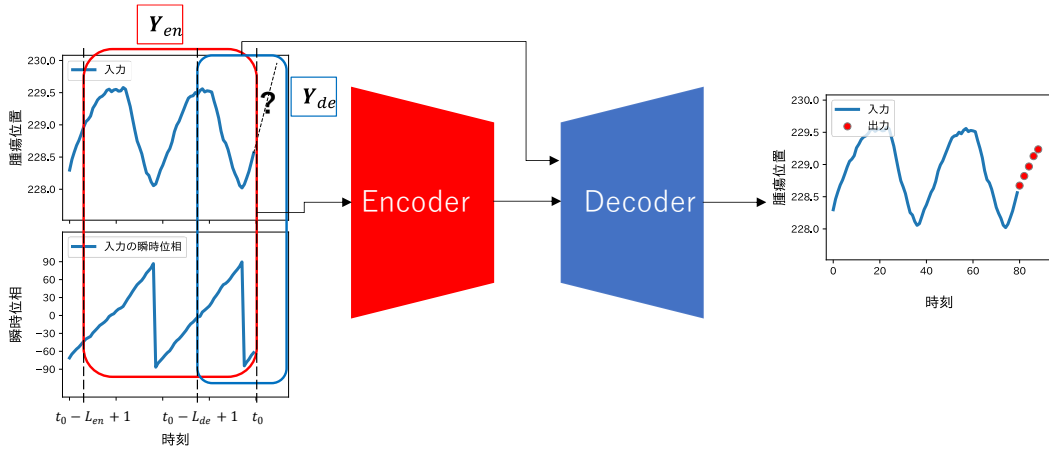 Y_en
230.0
入力
229.5
229.0
228.5
228.0
腫瘍位置
?
Y_de
入力の瞬時位相
90
60
30
0
−30
−60
−90
瞬時位相
t_0 − L_en + 1
t_0 − L_de + 1
t_0
時刻
Encoder
Decoder
230.0
入力
出力
229.5
229.0
228.5
228.0
腫瘍位置
0
20
40
60
80
時刻